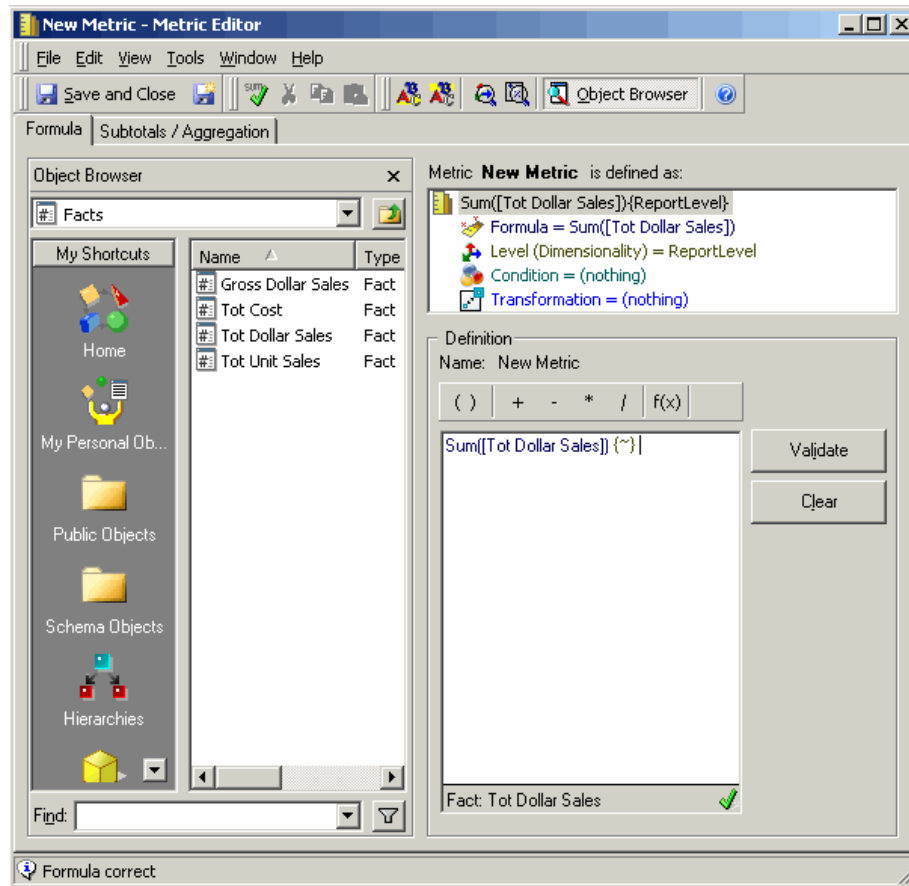 New Metric - Metric Editor
File Edit View Tools Window Help
Save and Close sum Object Browser
Formula Subtotals / Aggregation
Object Browser
Facts
My Shortcuts
Home
My Personal Ob...
Public Objects
Schema Objects
Hierarchies
Name Type
Gross Dollar Sales Fact
Tot Cost Fact
Tot Dollar Sales Fact
Tot Unit Sales Fact
Find:
Metric New Metric is defined as:
Sum([Tot Dollar Sales]){ReportLevel}
Formula = Sum([Tot Dollar Sales])
Level (Dimensionality) = ReportLevel
Condition = (nothing)
Transformation = (nothing)
Definition
Name: New Metric
( ) + - * / f(x)
Sum([Tot Dollar Sales]) {~}
Validate
Clear
Fact: Tot Dollar Sales
Formula correct